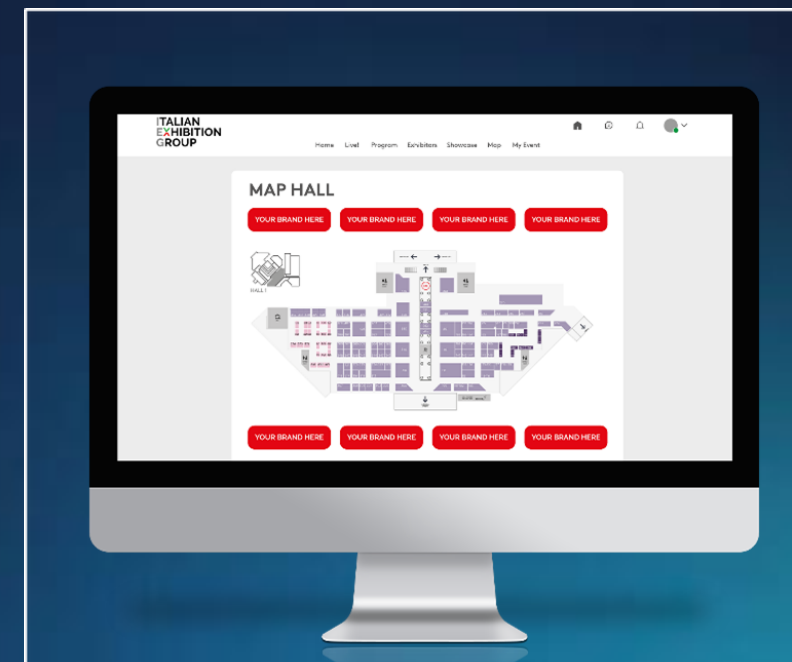 ITALIAN
EXHIBITION
GROUP
Home Live! Program Exhibitors Showcase Map My Event
MAP HALL
YOUR BRAND HERE YOUR BRAND HERE YOUR BRAND HERE YOUR BRAND HERE
HALL 1
YOUR BRAND HERE YOUR BRAND HERE YOUR BRAND HERE YOUR BRAND HERE